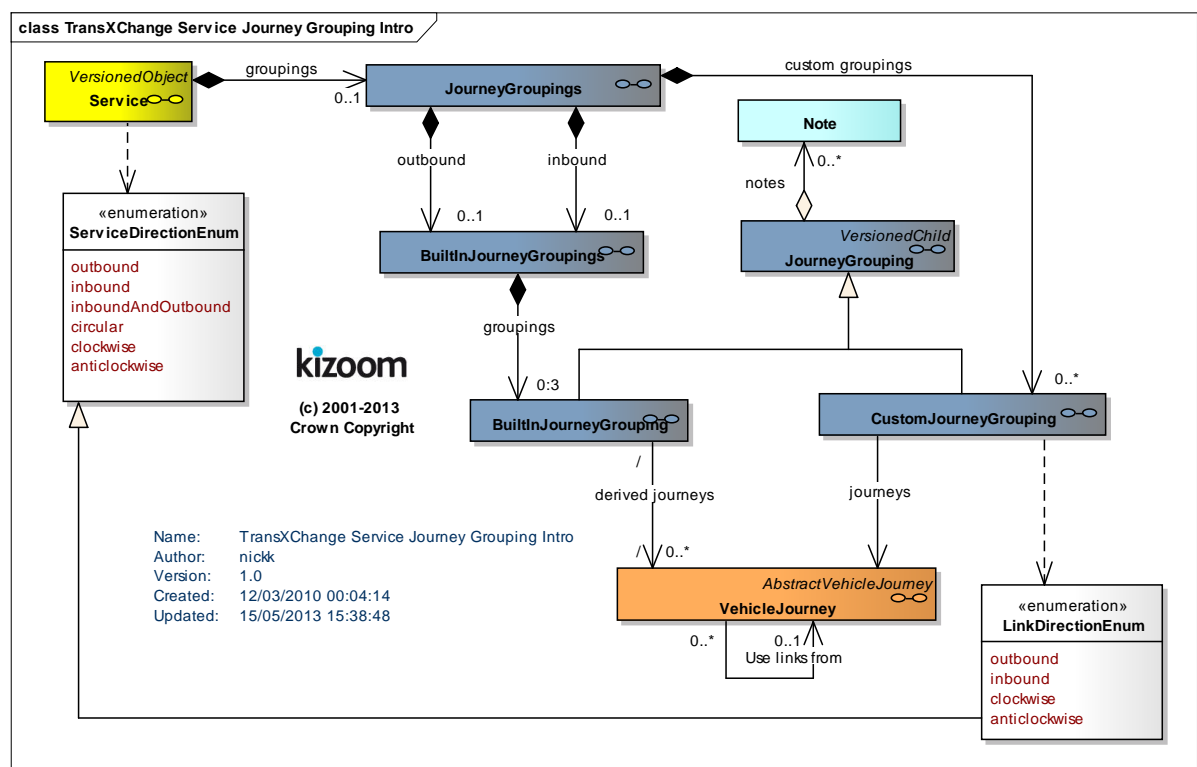 class TransXChange Service Journey Grouping Intro
VersionedObject
Service
groupings
0..1
JourneyGroupings
custom groupings
outbound
inbound
0..1
0..1
Note
0..*
notes
«enumeration»
ServiceDirectionEnum
outbound
inbound
inboundAndOutbound
circular
clockwise
anticlockwise
BuiltInJourneyGroupings
VersionedChild
JourneyGrouping
groupings
0:3
kizoom
(c) 2001-2013
Crown Copyright
0..*
BuiltInJourneyGrouping
CustomJourneyGrouping
/
derived journeys
/
0..*
journeys
Name: TransXChange Service Journey Grouping Intro
Author: nickk
Version: 1.0
Created: 12/03/2010 00:04:14
Updated: 15/05/2013 15:38:48
AbstractVehicleJourney
VehicleJourney
0..*
0..1
Use links from
«enumeration»
LinkDirectionEnum
outbound
inbound
clockwise
anticlockwise